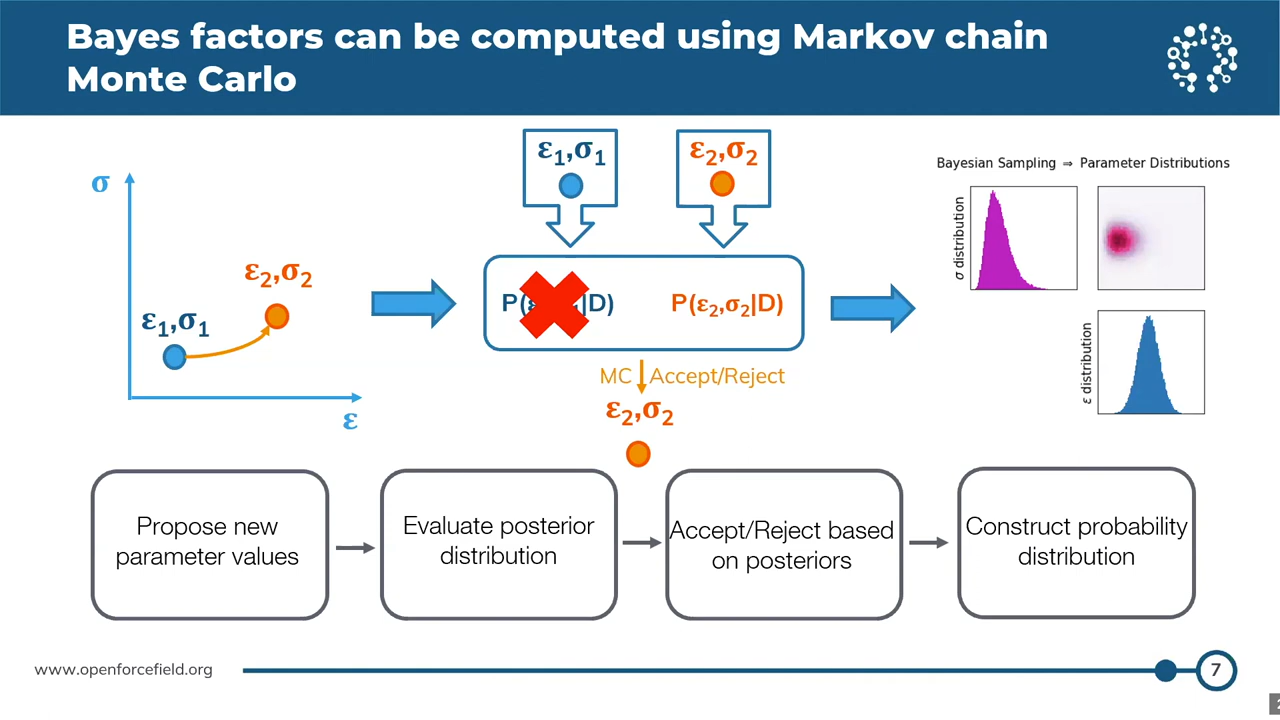 Bayes factors can be computed using Markov chain
Monte Carlo
σ
ε₂,σ₂
ε₁,σ₁
ε
ε₁,σ₁
ε₂,σ₂
P(ε |D)
P(ε₂,σ₂|D)
MC Accept/Reject
ε₂,σ₂
Bayesian Sampling ⇒ Parameter Distributions
σ distribution
ε distribution
Propose new
parameter values
Evaluate posterior
distribution
Accept/Reject based
on posteriors
Construct probability
distribution
www.openforcefield.org
7